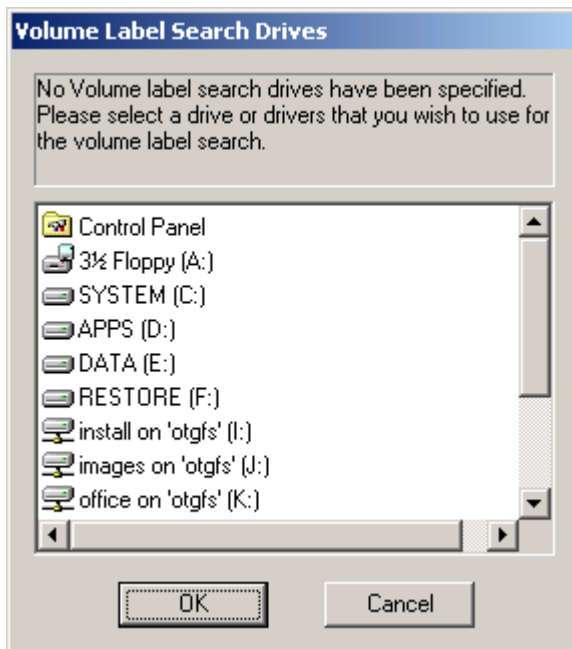 Volume Label Search Drives
No Volume label search drives have been specified.
Please select a drive or drivers that you wish to use for
the volume label search.
Control Panel
3½ Floppy (A:)
SYSTEM (C:)
APPS (D:)
DATA (E:)
RESTORE (F:)
install on 'otgfs' (I:)
images on 'otgfs' (J:)
office on 'otgfs' (K:)
OK
Cancel